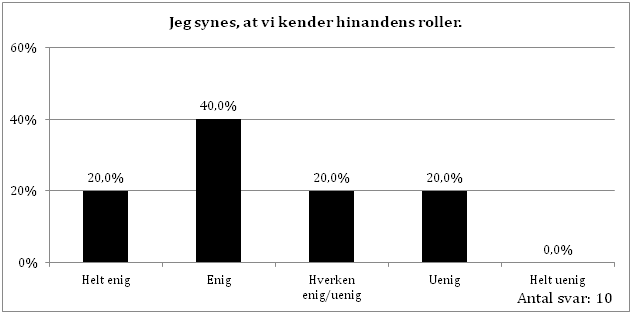 Jeg synes, at vi kender hinandens roller.
60%
40%
20%
0%
20,0%
40,0%
20,0%
20,0%
0,0%
Helt enig
Enig
Hverken
enig/uenig
Uenig
Helt uenig
Antal svar: 10